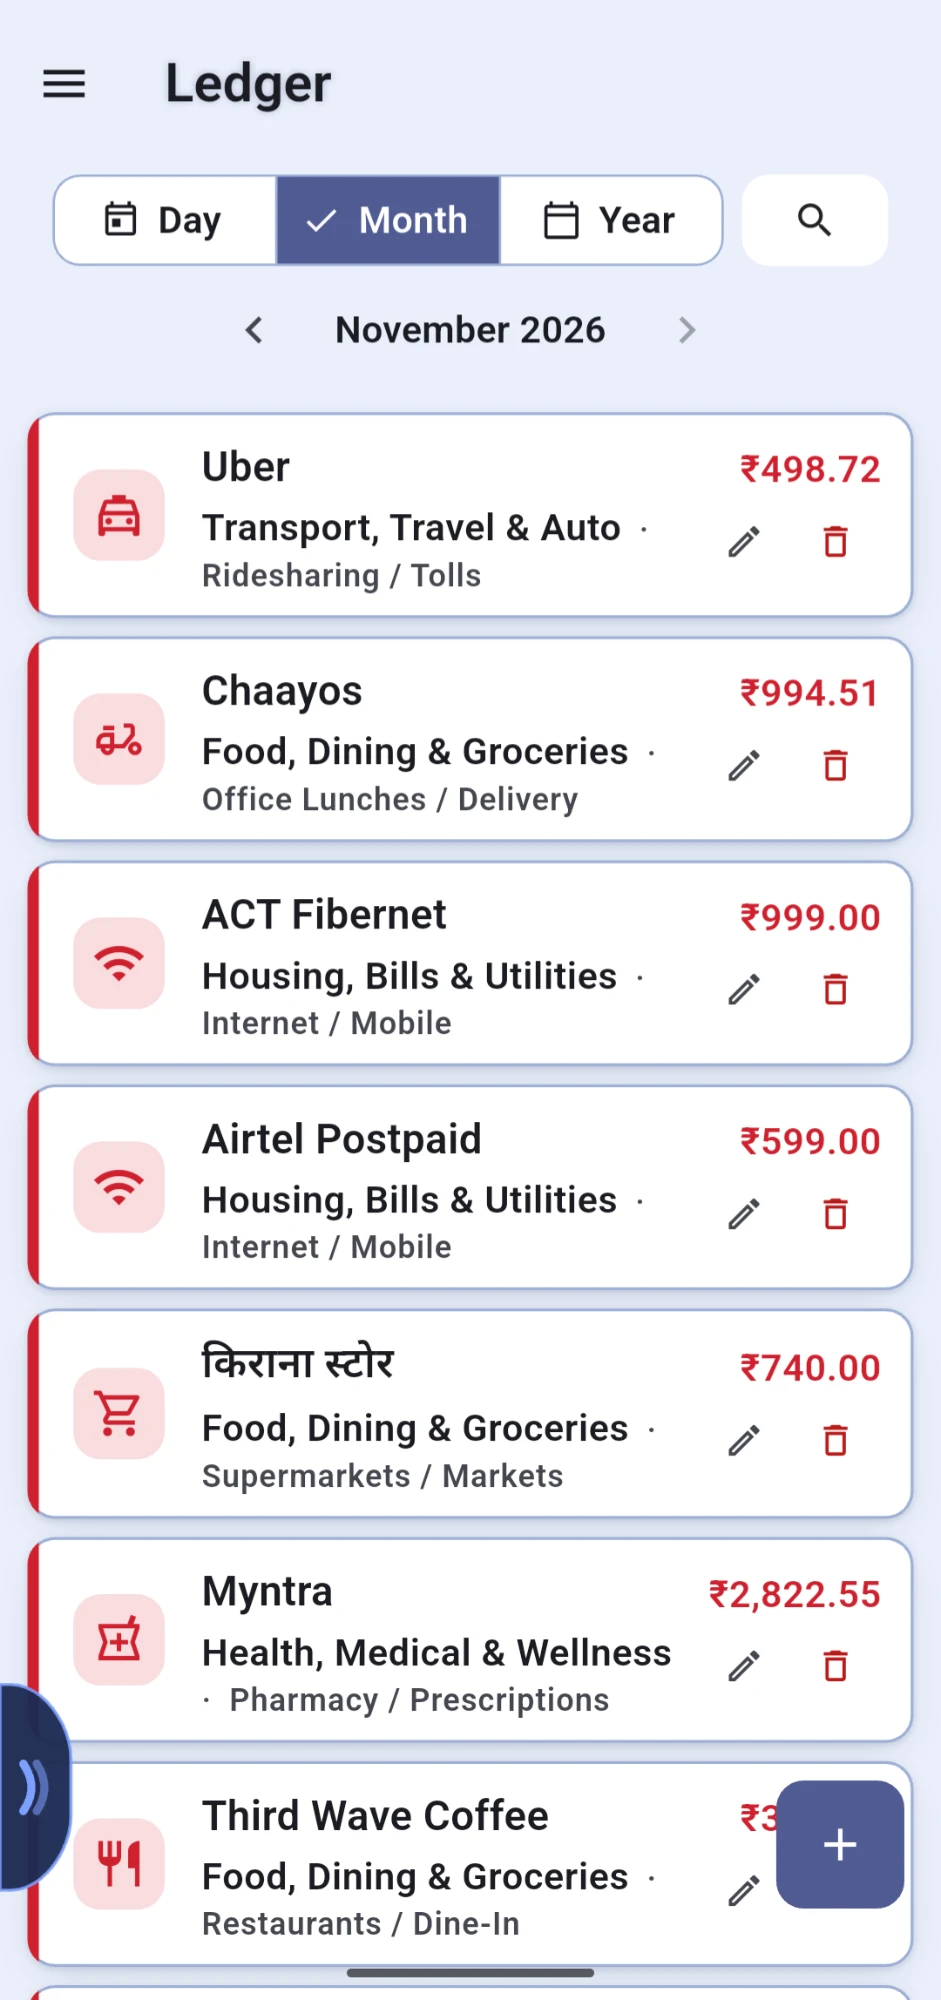 Ledger
Day
Month
Year
November 2026
Uber
₹498.72
Transport, Travel & Auto ·
Ridesharing / Tolls
Chaayos
₹994.51
Food, Dining & Groceries ·
Office Lunches / Delivery
ACT Fibernet
₹999.00
Housing, Bills & Utilities ·
Internet / Mobile
Airtel Postpaid
₹599.00
Housing, Bills & Utilities ·
Internet / Mobile
किराना स्टोर
₹740.00
Food, Dining & Groceries ·
Supermarkets / Markets
Myntra
₹2,822.55
Health, Medical & Wellness
· Pharmacy / Prescriptions
Third Wave Coffee
Food, Dining & Groceries ·
Restaurants / Dine-In